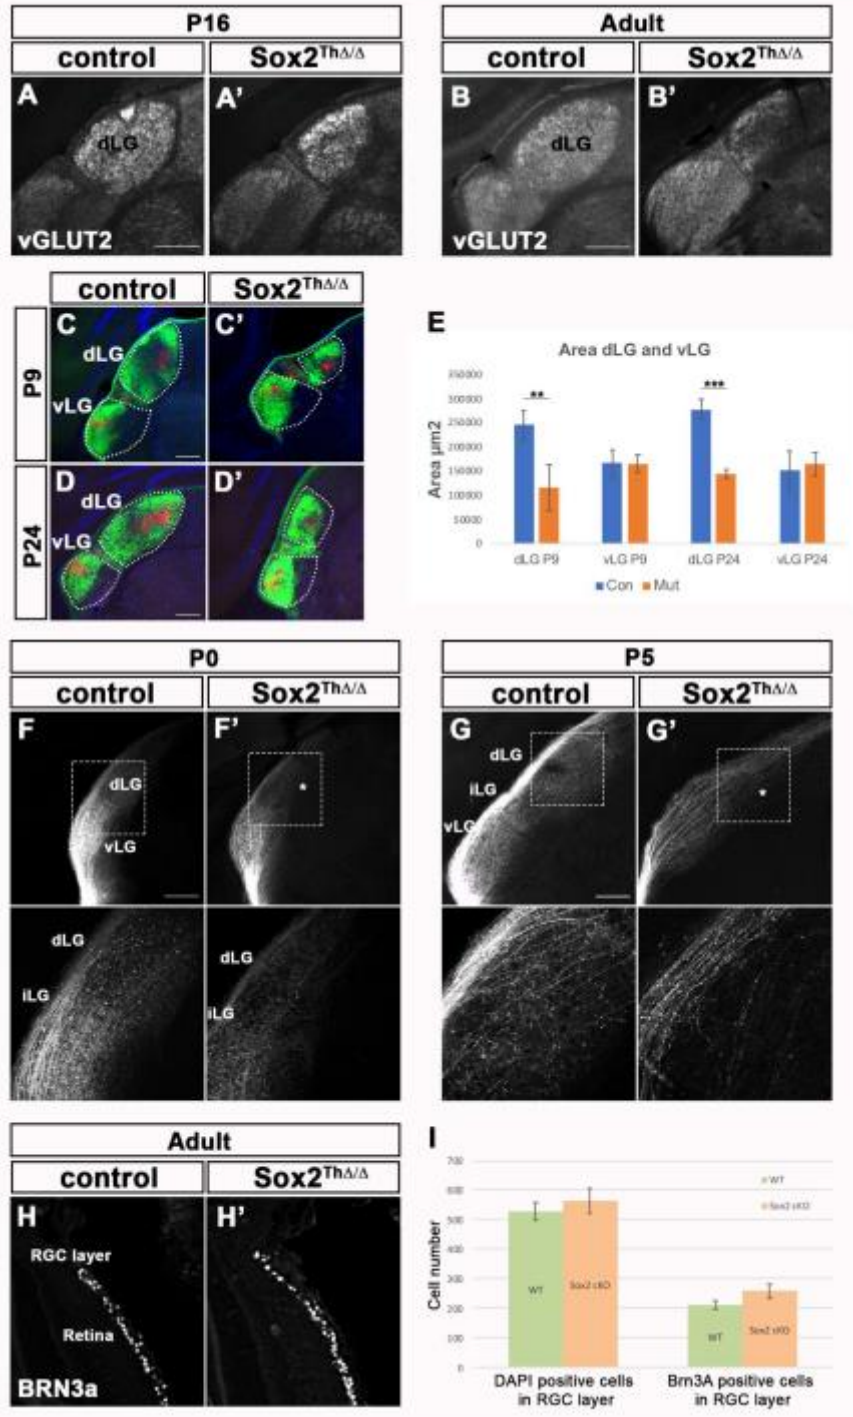 P16
Adult
control
Sox2ThΔ/Δ
control
Sox2ThΔ/Δ
A
A'
B
B'
dLG
dLG
vGLUT2
vGLUT2
control
Sox2ThΔ/Δ
P9
C
C'
dLG
vLG
P24
D
D'
dLG
vLG
E
Area dLG and vLG
Area µm2
350000
300000
250000
200000
150000
100000
50000
0
**
***
dLG P9
vLG P9
dLG P24
vLG P24
Con
Mut
P0
P5
control
Sox2ThΔ/Δ
control
Sox2ThΔ/Δ
F
F'
G
G'
dLG
*
vLG
dLG
iLG
vLG
*
dLG
iLG
dLG
iLG
Adult
control
Sox2ThΔ/Δ
H
H'
RGC layer
Retina
BRN3a
I
Cell number
700
600
500
400
300
200
100
0
WT
Sox2 cKO
WT
Sox2 cKO
WT
Sox2 cKO
DAPI positive cells
in RGC layer
Brn3A positive cells
in RGC layer